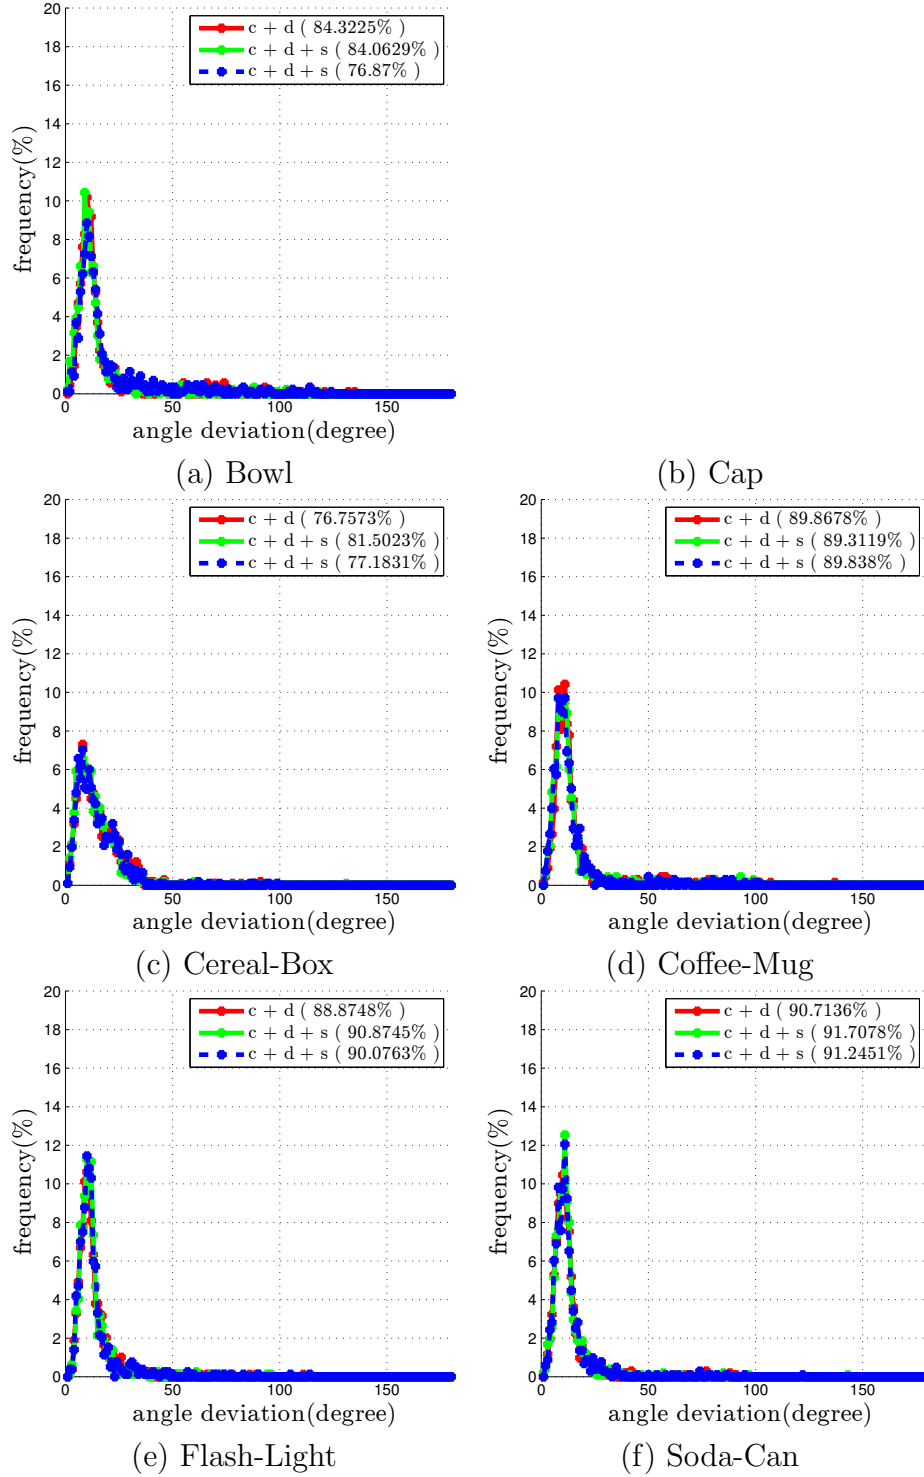 20
18
16
14
12
10
8
6
4
2
0
frequency(%)
c + d ( 84.3225% )
c + d + s ( 84.0629% )
c + d + s ( 76.87% )
0 50 100 150
angle deviation(degree)
(a) Bowl
(b) Cap
20
18
16
14
12
10
8
6
4
2
0
frequency(%)
c + d ( 76.7573% )
c + d + s ( 81.5023% )
c + d + s ( 77.1831% )
0 50 100 150
angle deviation(degree)
(c) Cereal-Box
20
18
16
14
12
10
8
6
4
2
0
frequency(%)
c + d ( 89.8678% )
c + d + s ( 89.3119% )
c + d + s ( 89.838% )
0 50 100 150
angle deviation(degree)
(d) Coffee-Mug
20
18
16
14
12
10
8
6
4
2
0
frequency(%)
c + d ( 88.8748% )
c + d + s ( 90.8745% )
c + d + s ( 90.0763% )
0 50 100 150
angle deviation(degree)
(e) Flash-Light
20
18
16
14
12
10
8
6
4
2
0
frequency(%)
c + d ( 90.7136% )
c + d + s ( 91.7078% )
c + d + s ( 91.2451% )
0 50 100 150
angle deviation(degree)
(f) Soda-Can